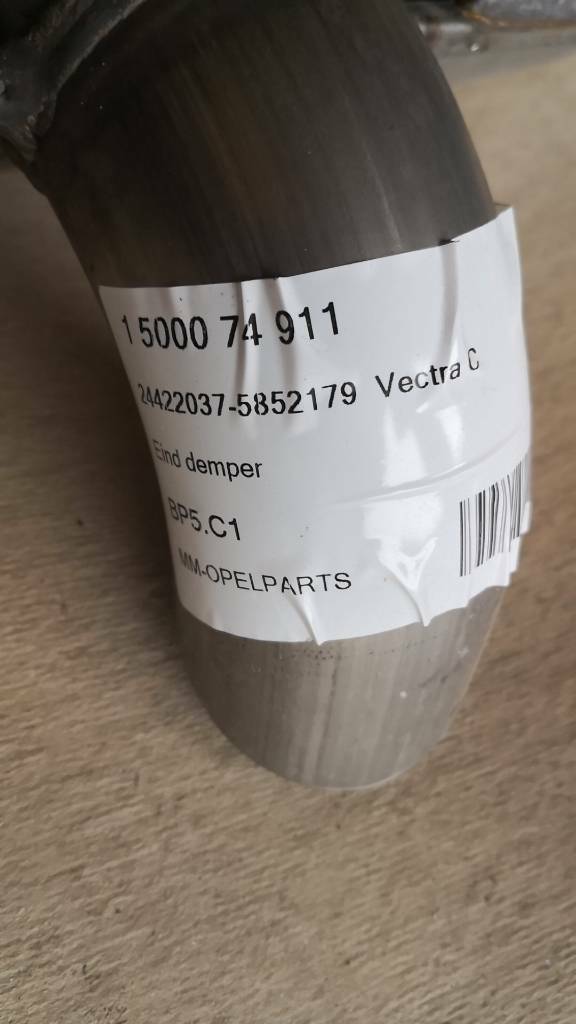 1 5000 74 911
24422037-5852179 Vectra C
Eind demper
BP5.C1
MM-OPELPARTS